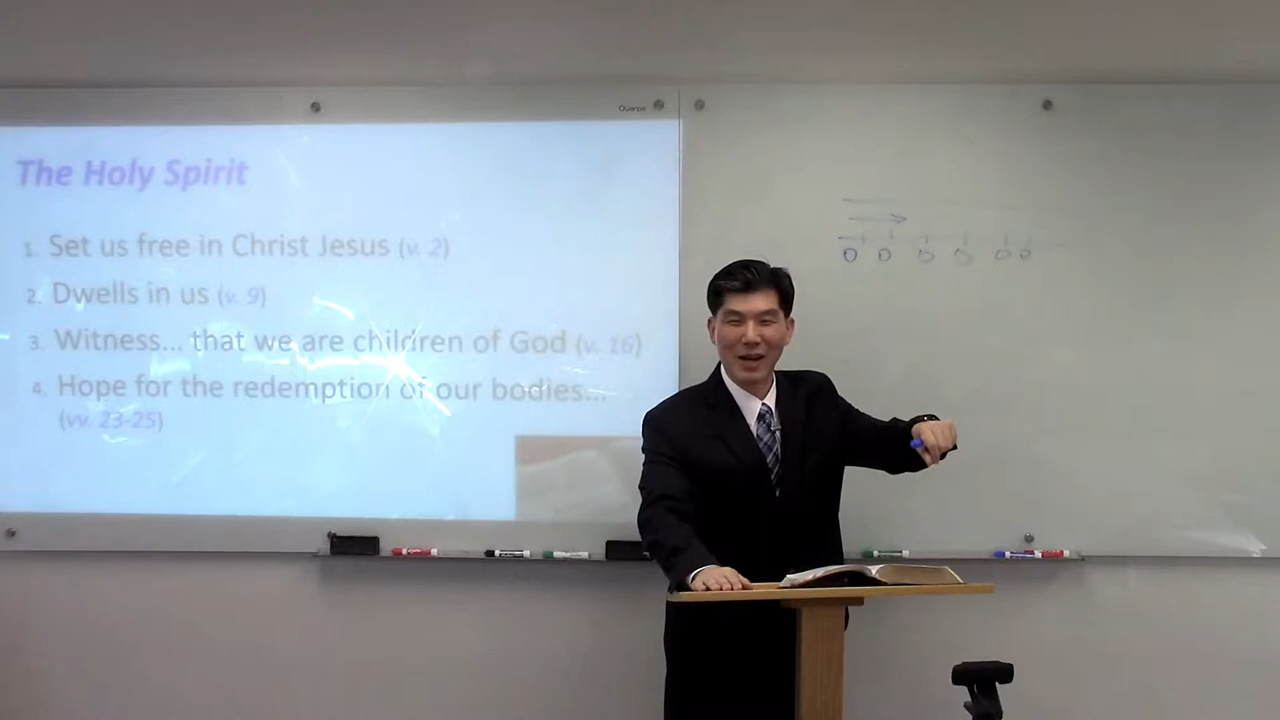 Quartet
The Holy Spirit
1. Set us free in Christ Jesus (v. 2)
2. Dwells in us (v. 9)
3. Witness... that we are children of God (v. 16)
4. Hope for the redemption of our bodies...
(vv. 23-25)